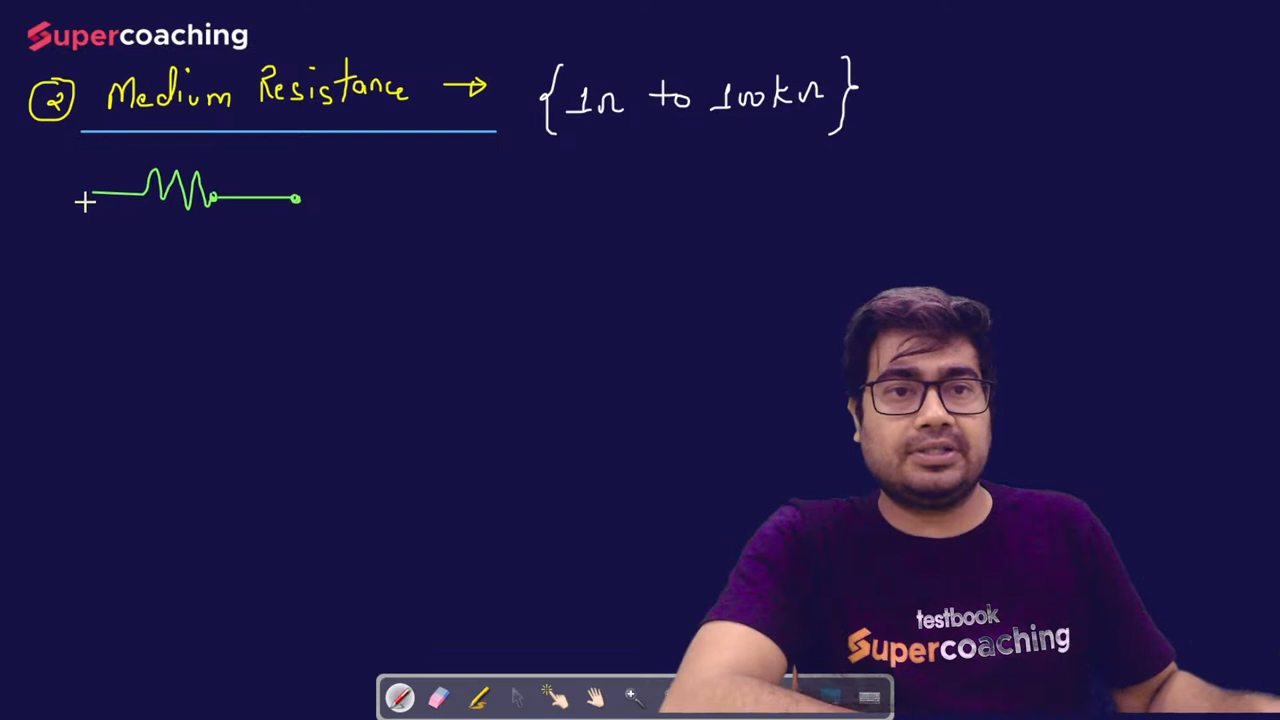 Supercoaching
② Medium Resistance → {1Ω to 100kΩ}
testbook
Supercoaching